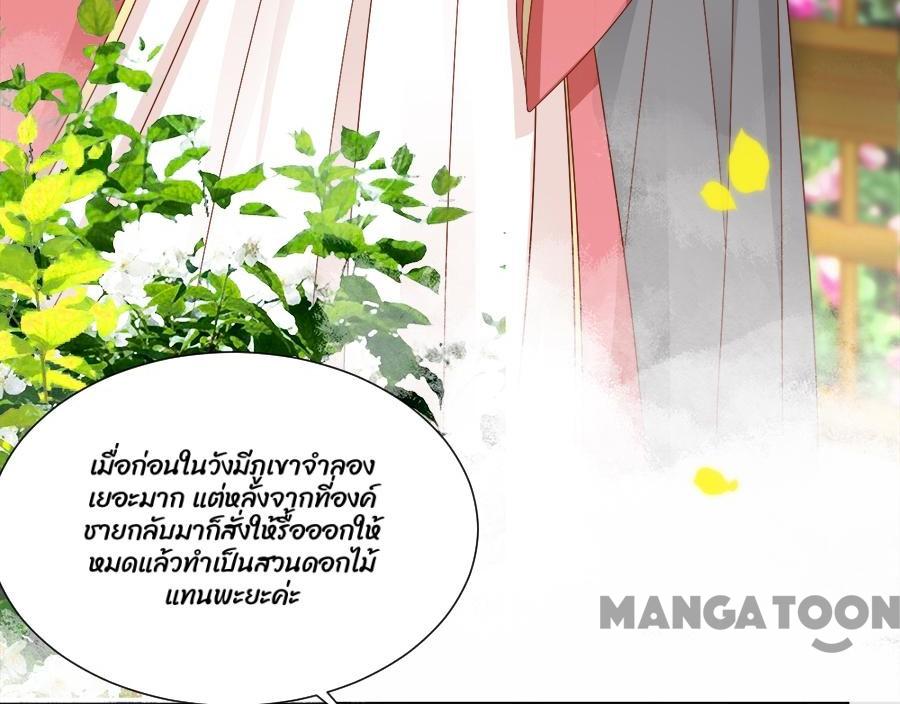 เมื่อก่อนในวังมีภูเขาจำลอง
เยอะมาก แต่หลังจากที่องค์
ชายกลับมาก็สั่งให้รื้อออกให้
หมดแล้วทำเป็นสวนดอกไม้
แทนพะยะค่ะ
MANGATOON